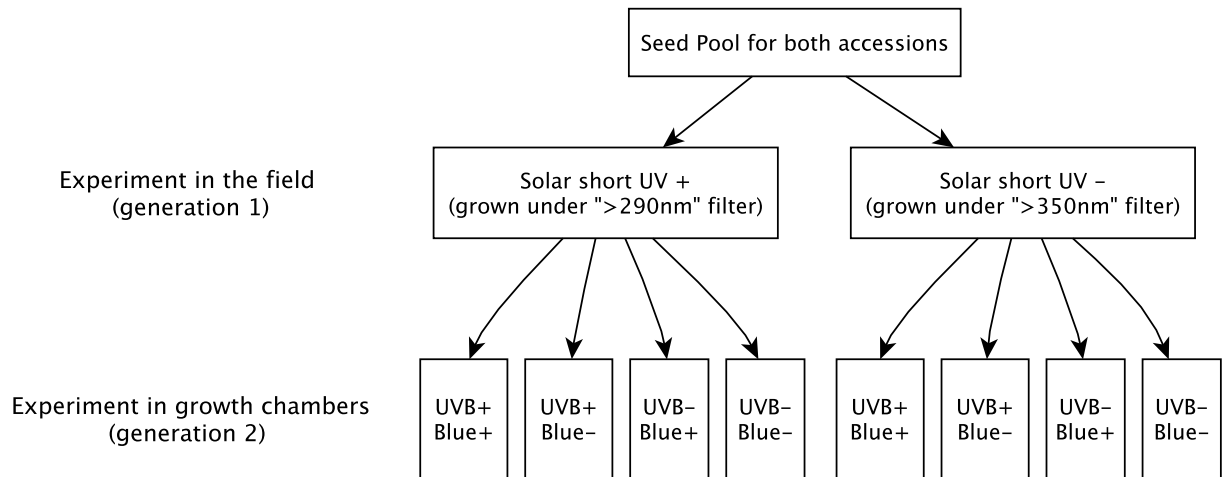 Seed Pool for both accessions
Experiment in the field
(generation 1)
Solar short UV +
(grown under ">290nm" filter)
Solar short UV –
(grown under ">350nm" filter)
Experiment in growth chambers
(generation 2)
UVB+
Blue+
UVB+
Blue–
UVB–
Blue+
UVB–
Blue–
UVB+
Blue+
UVB+
Blue–
UVB–
Blue+
UVB–
Blue–